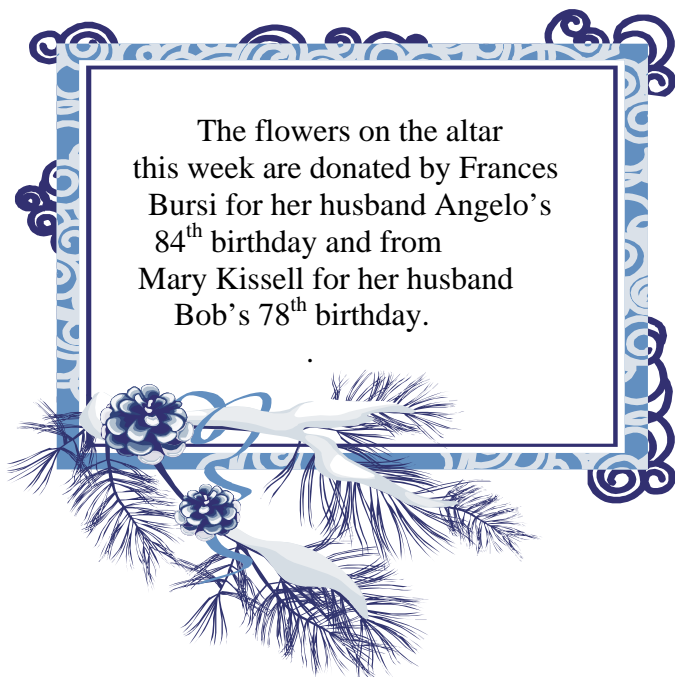 The flowers on the altar
this week are donated by Frances
Bursi for her husband Angelo’s
84th birthday and from
Mary Kissell for her husband
Bob’s 78th birthday.
.